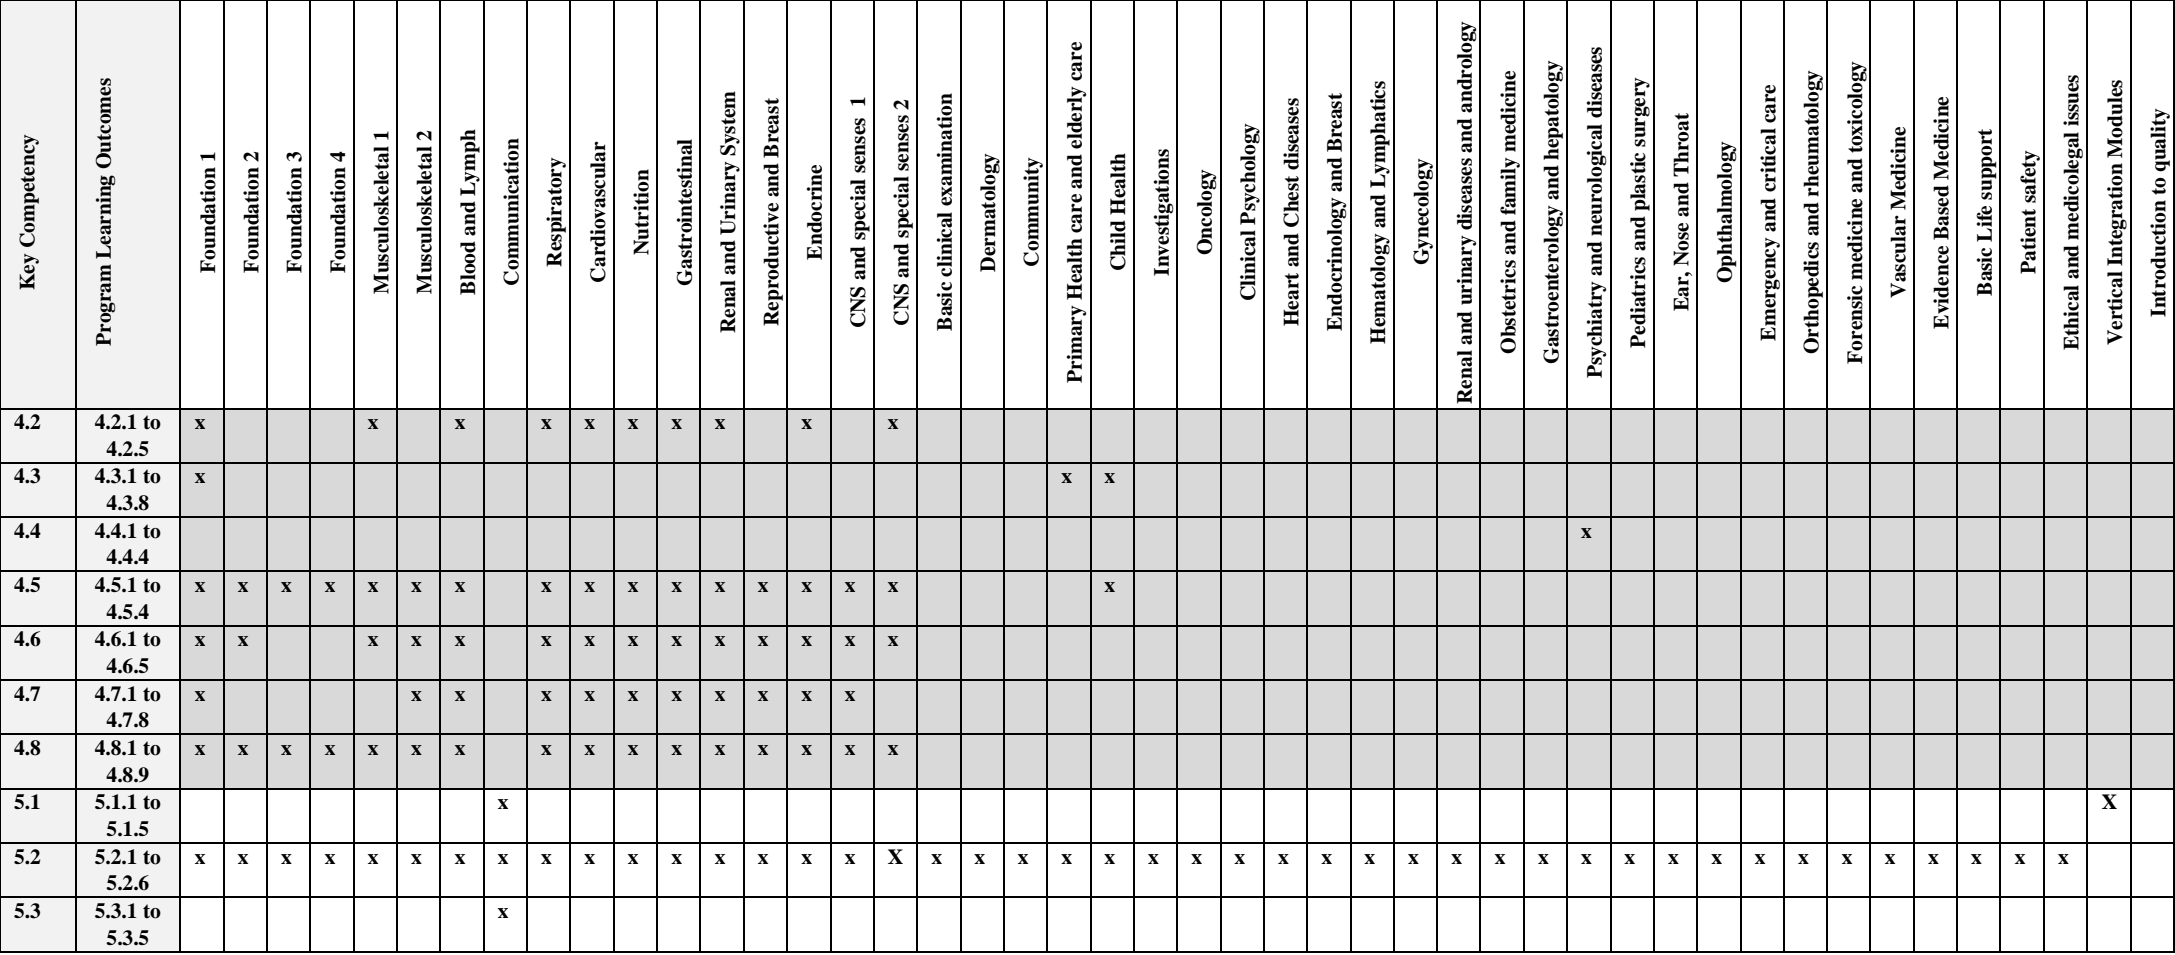 Key Competency
Program Learning Outcomes
Foundation 1
Foundation 2
Foundation 3
Foundation 4
Musculoskeletal 1
Musculoskeletal 2
Blood and Lymph
Communication
Respiratory
Cardiovascular
Nutrition
Gastrointestinal
Renal and Urinary System
Reproductive and Breast
Endocrine
CNS and special senses 1
CNS and special senses 2
Basic clinical examination
Dermatology
Community
Primary Health care and elderly care
Child Health
Investigations
Oncology
Clinical Psychology
Heart and Chest diseases
Endocrinology and Breast
Hematology and Lymphatics
Gynecology
Renal and urinary diseases and andrology
Obstetrics and family medicine
Gastroenterology and hepatology
Psychiatry and neurological diseases
Pediatrics and plastic surgery
Ear, Nose and Throat
Ophthalmology
Emergency and critical care
Orthopedics and rheumatology
Forensic medicine and toxicology
Vascular Medicine
Evidence Based Medicine
Basic Life support
Patient safety
Ethical and medicolegal issues
Vertical Integration Modules
Introduction to quality
4.2 4.2.1 to x x x x x x x x x x
4.2.5
4.3 4.3.1 to x x x
4.3.8
4.4 4.4.1 to x
4.4.4
4.5 4.5.1 to x x x x x x x x x x x x x x x x x
4.5.4
4.6 4.6.1 to x x x x x x x x x x x x x x
4.6.5
4.7 4.7.1 to x x x x x x x x x x x
4.7.8
4.8 4.8.1 to x x x x x x x x x x x x x x x x
4.8.9
5.1 5.1.1 to x X
5.1.5
5.2 5.2.1 to x x x x x x x x x x x x x x x x X x x x x x x x x x x x x x x x x x x x x x x x x x x x
5.2.6
5.3 5.3.1 to x
5.3.5